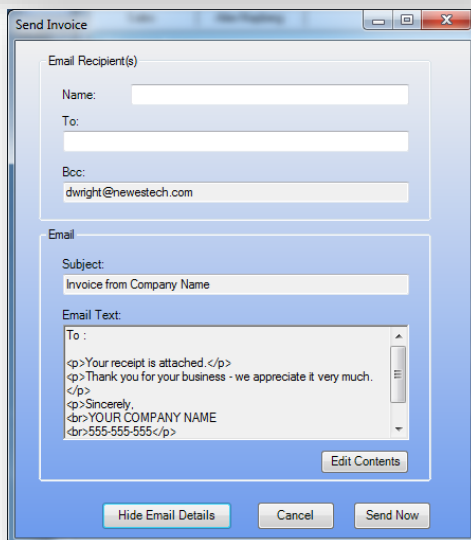 Send Invoice
Email Recipient(s)
Name:
To:
Bcc:
dwright@newestech.com
Email
Subject:
Invoice from Company Name
Email Text:
To :
<p>Your receipt is attached.</p>
<p>Thank you for your business - we appreciate it very much.
</p>
<p>Sincerely,
<br>YOUR COMPANY NAME
<br>555-555-555</p>
Edit Contents
Hide Email Details Cancel Send Now